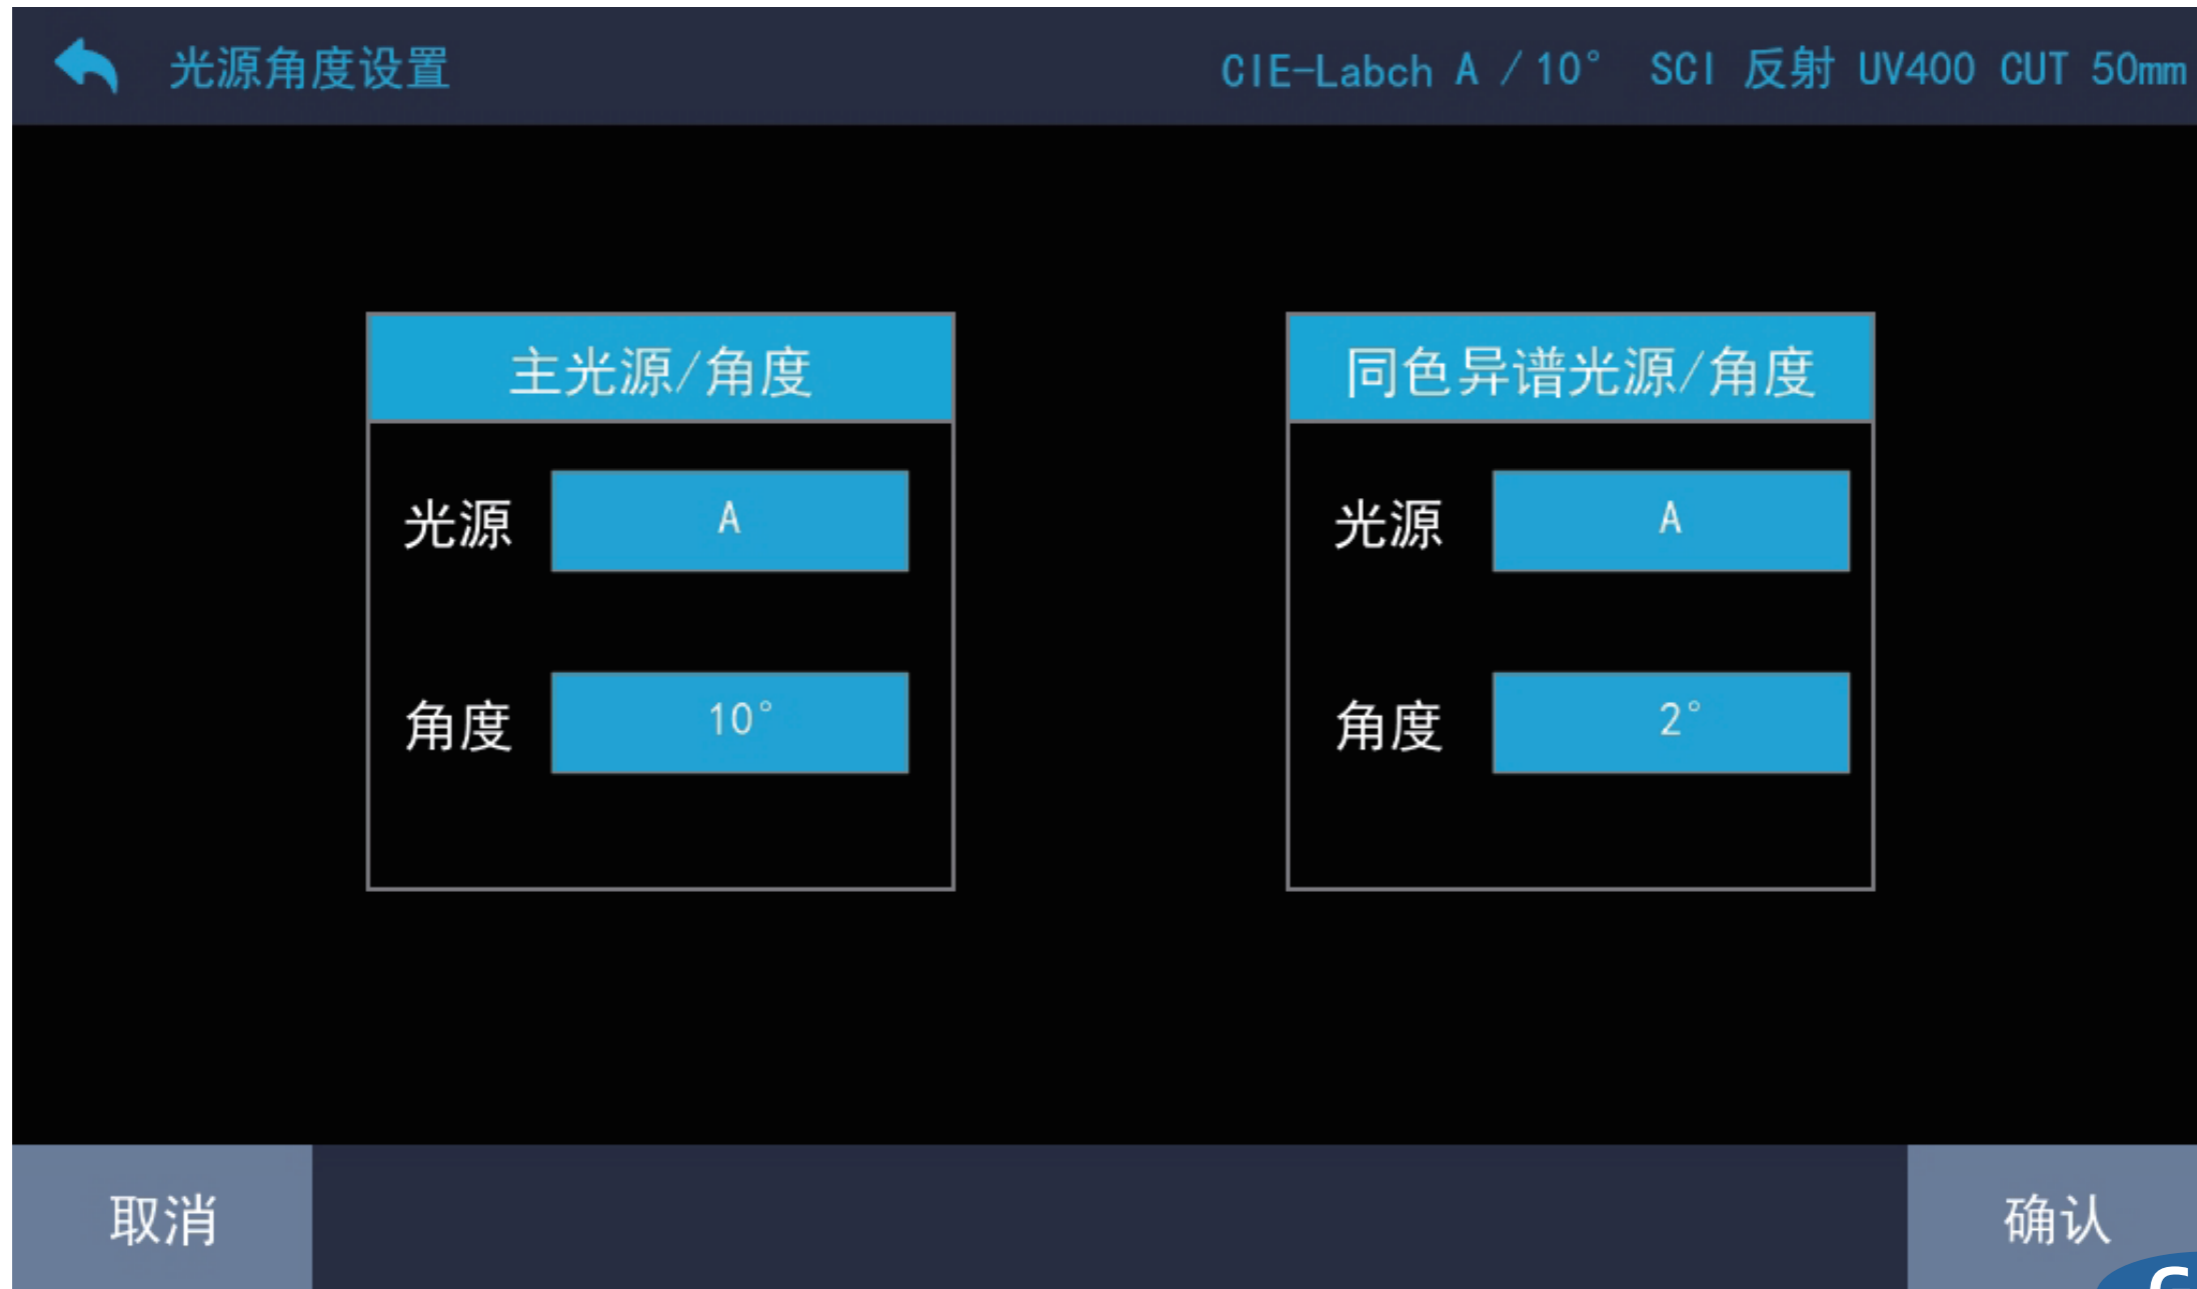 光源角度设置
CIE-Labch A / 10° SCI 反射 UV400 CUT 50mm
主光源/角度
光源 A
角度 10°
同色异谱光源/角度
光源 A
角度 2°
取消
确认